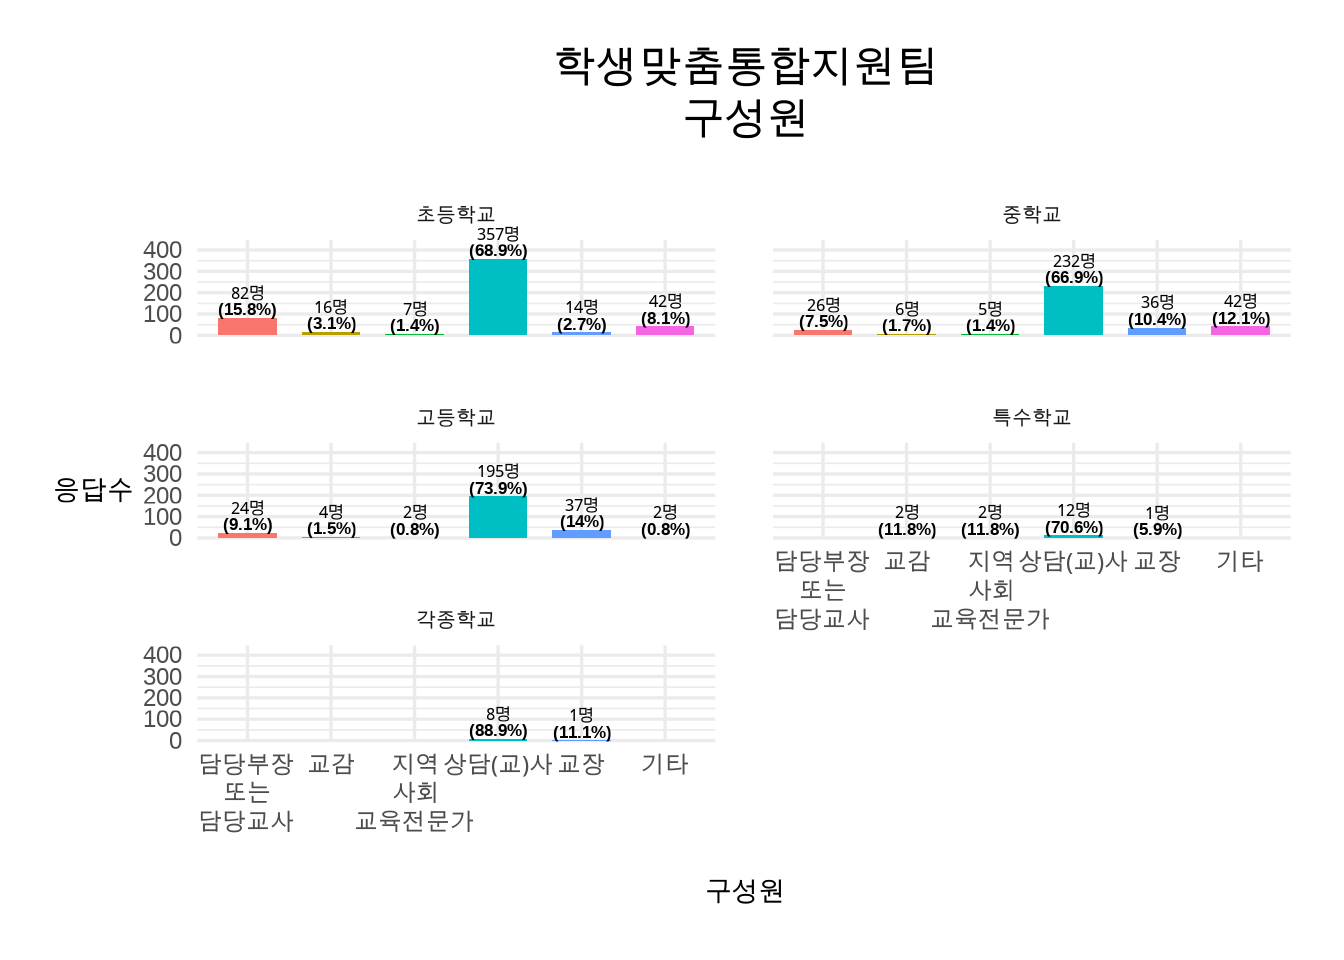 학생맞춤통합지원팀
구성원
초등학교
중학교
400
300
200
100
0
82명
(15.8%)
16명
(3.1%)
7명
(1.4%)
357명
(68.9%)
14명
(2.7%)
42명
(8.1%)
26명
(7.5%)
6명
(1.7%)
5명
(1.4%)
232명
(66.9%)
36명
(10.4%)
42명
(12.1%)
고등학교
특수학교
응답수
400
300
200
100
0
24명
(9.1%)
4명
(1.5%)
2명
(0.8%)
195명
(73.9%)
37명
(14%)
2명
(0.8%)
2명
(11.8%)
2명
(11.8%)
12명
(70.6%)
1명
(5.9%)
담당부장
또는
담당교사
교감
지역
사회
교육전문가
상담(교)사
교장
기타
각종학교
400
300
200
100
0
8명
(88.9%)
1명
(11.1%)
담당부장
또는
담당교사
교감
지역
사회
교육전문가
상담(교)사
교장
기타
구성원